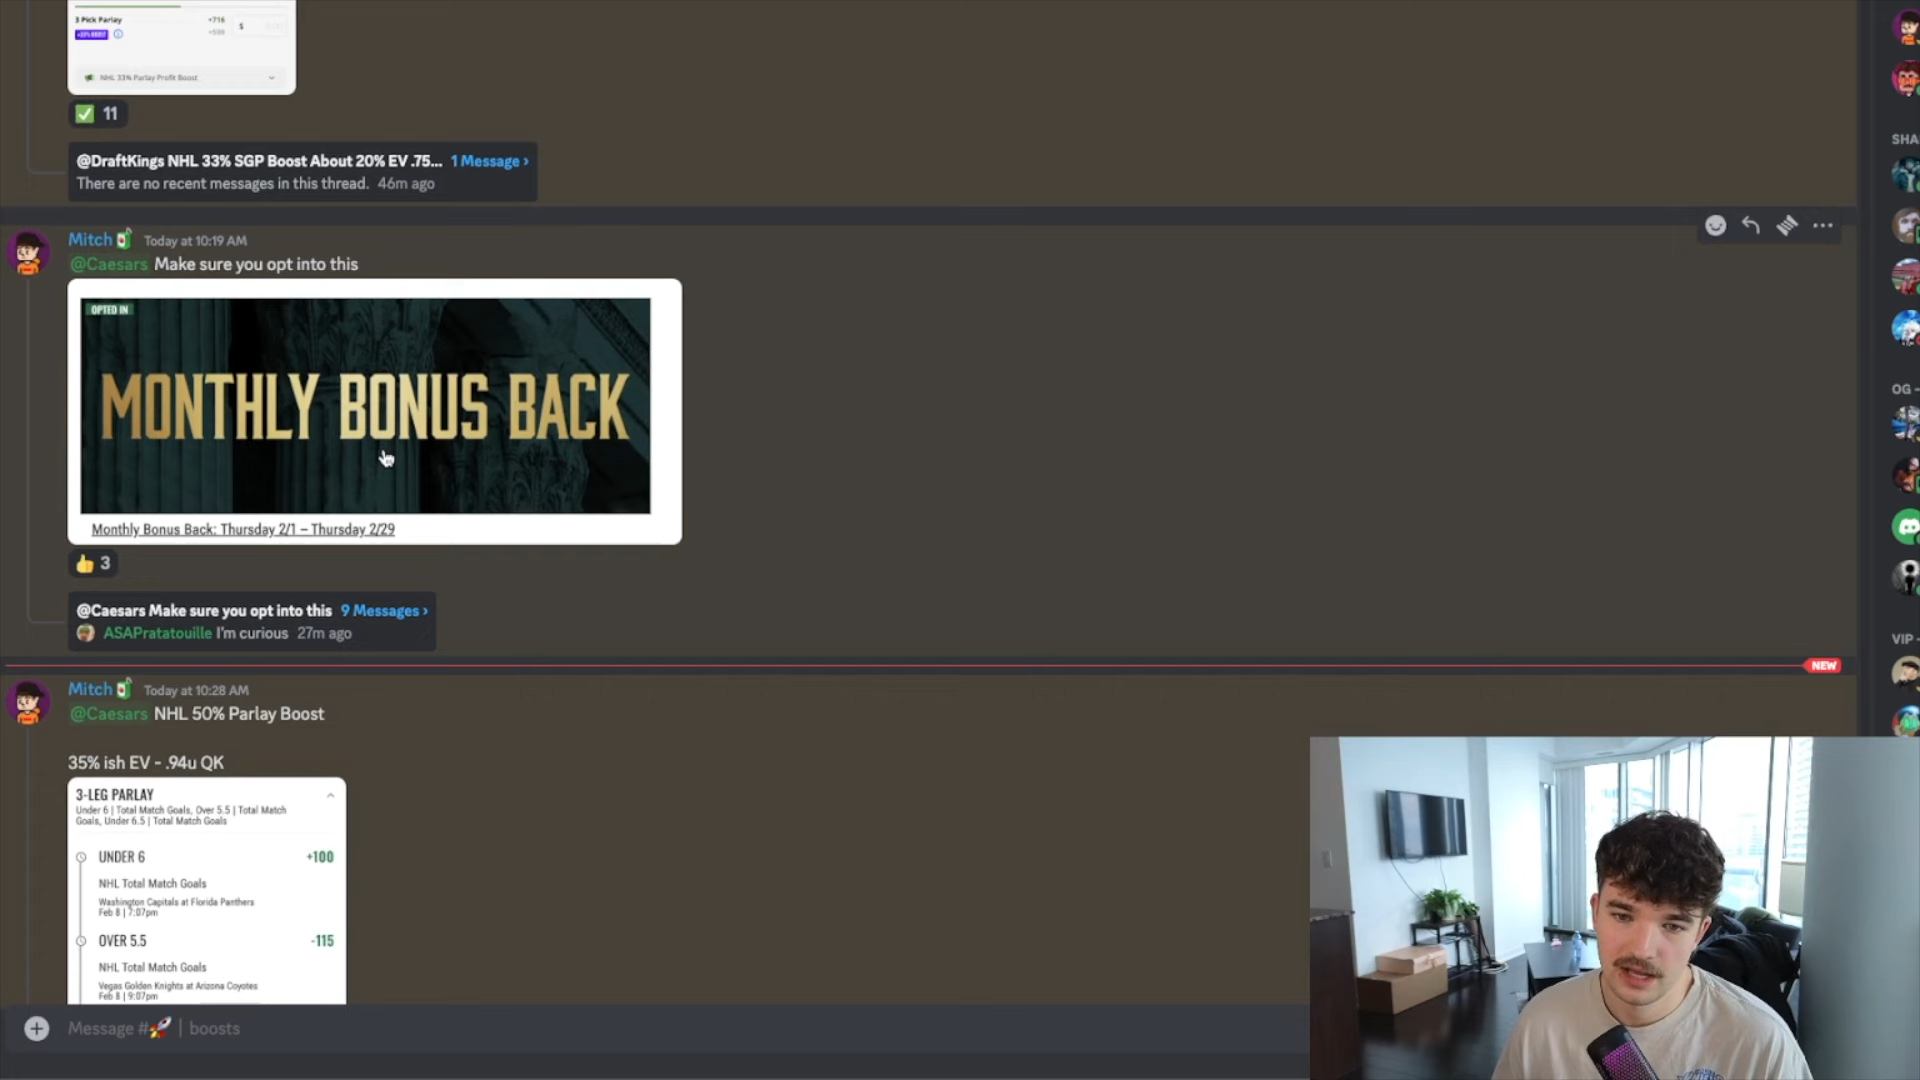 3 Pick Parlay
+716
$
NHL 33% Parlay Profit Boost
11
@DraftKings NHL 33% SGP Boost About 20% EV .75... 1 Message ›
There are no recent messages in this thread. 46m ago
Mitch Today at 10:19 AM
@Caesars Make sure you opt into this
OPTED IN
MONTHLY BONUS BACK
Monthly Bonus Back: Thursday 2/1 – Thursday 2/29
3
@Caesars Make sure you opt into this 9 Messages ›
ASAPratatouille I'm curious 27m ago
NEW
Mitch Today at 10:28 AM
@Caesars NHL 50% Parlay Boost
35% ish EV - .94u QK
3-LEG PARLAY
Under 6 | Total Match Goals, Over 5.5 | Total Match
Goals, Under 6.5 | Total Match Goals
UNDER 6 +100
NHL Total Match Goals
Washington Capitals at Florida Panthers
Feb 8 | 7:07pm
OVER 5.5 -115
NHL Total Match Goals
Vegas Golden Knights at Arizona Coyotes
Feb 8 | 9:07pm
Message # | boosts
SHA
OG -
VIP -